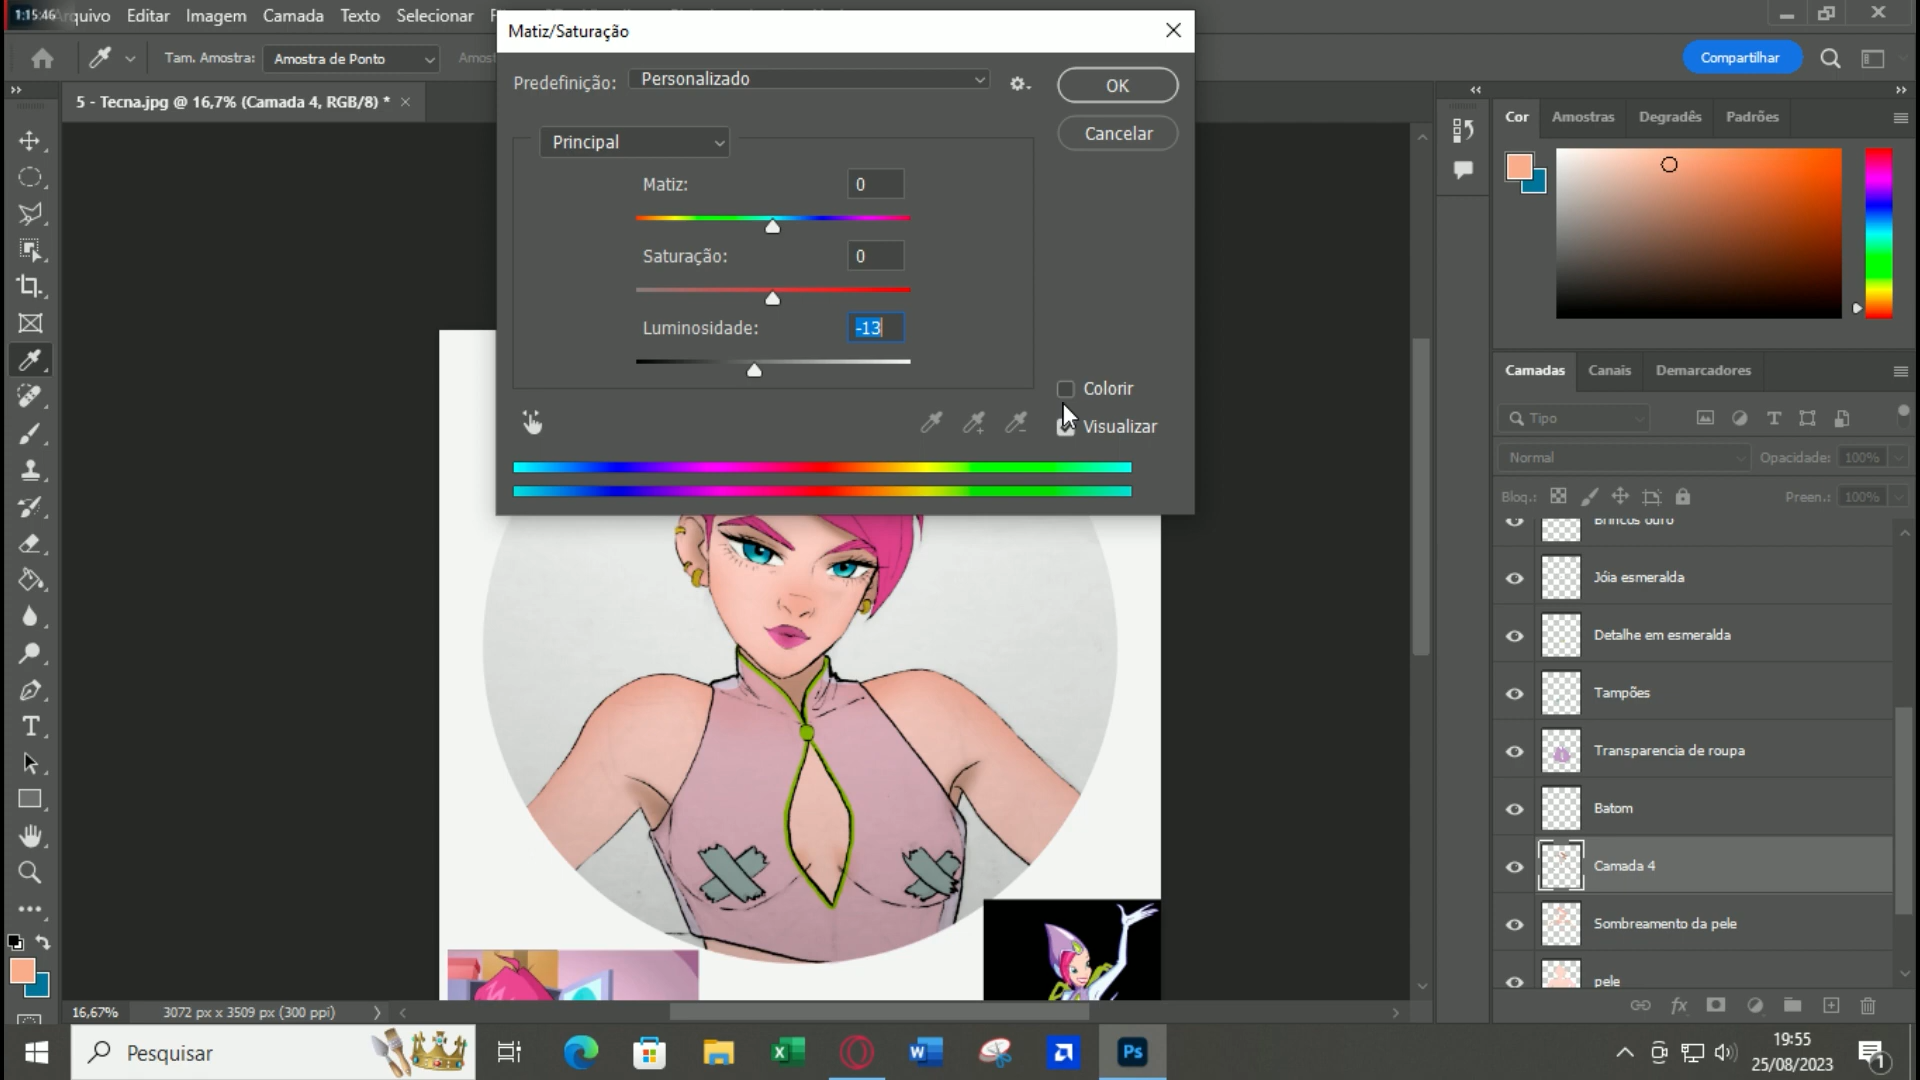 1:15:46
Arquivo Editar Imagem Camada Texto Selecionar
Matiz/Saturação
Tam. Amostra: Amostra de Ponto
Compartilhar
5 - Tecna.jpg @ 16,7% (Camada 4, RGB/8) *
Predefinição: Personalizado
OK
Cancelar
Principal
Matiz: 0
Saturação: 0
Luminosidade: -13
Colorir
Visualizar
Cor Amostras Degradês Padrões
Camadas Canais Demarcadores
Tipo
Normal Opacidade: 100%
Bloq.: Preen.: 100%
Brincos ouro
Jóia esmeralda
Detalhe em esmeralda
Tampões
Transparencia de roupa
Batom
Camada 4
Sombreamento da pele
pele
16,67% 3072 px x 3509 px (300 ppi)
Pesquisar
19:55
25/08/2023
1